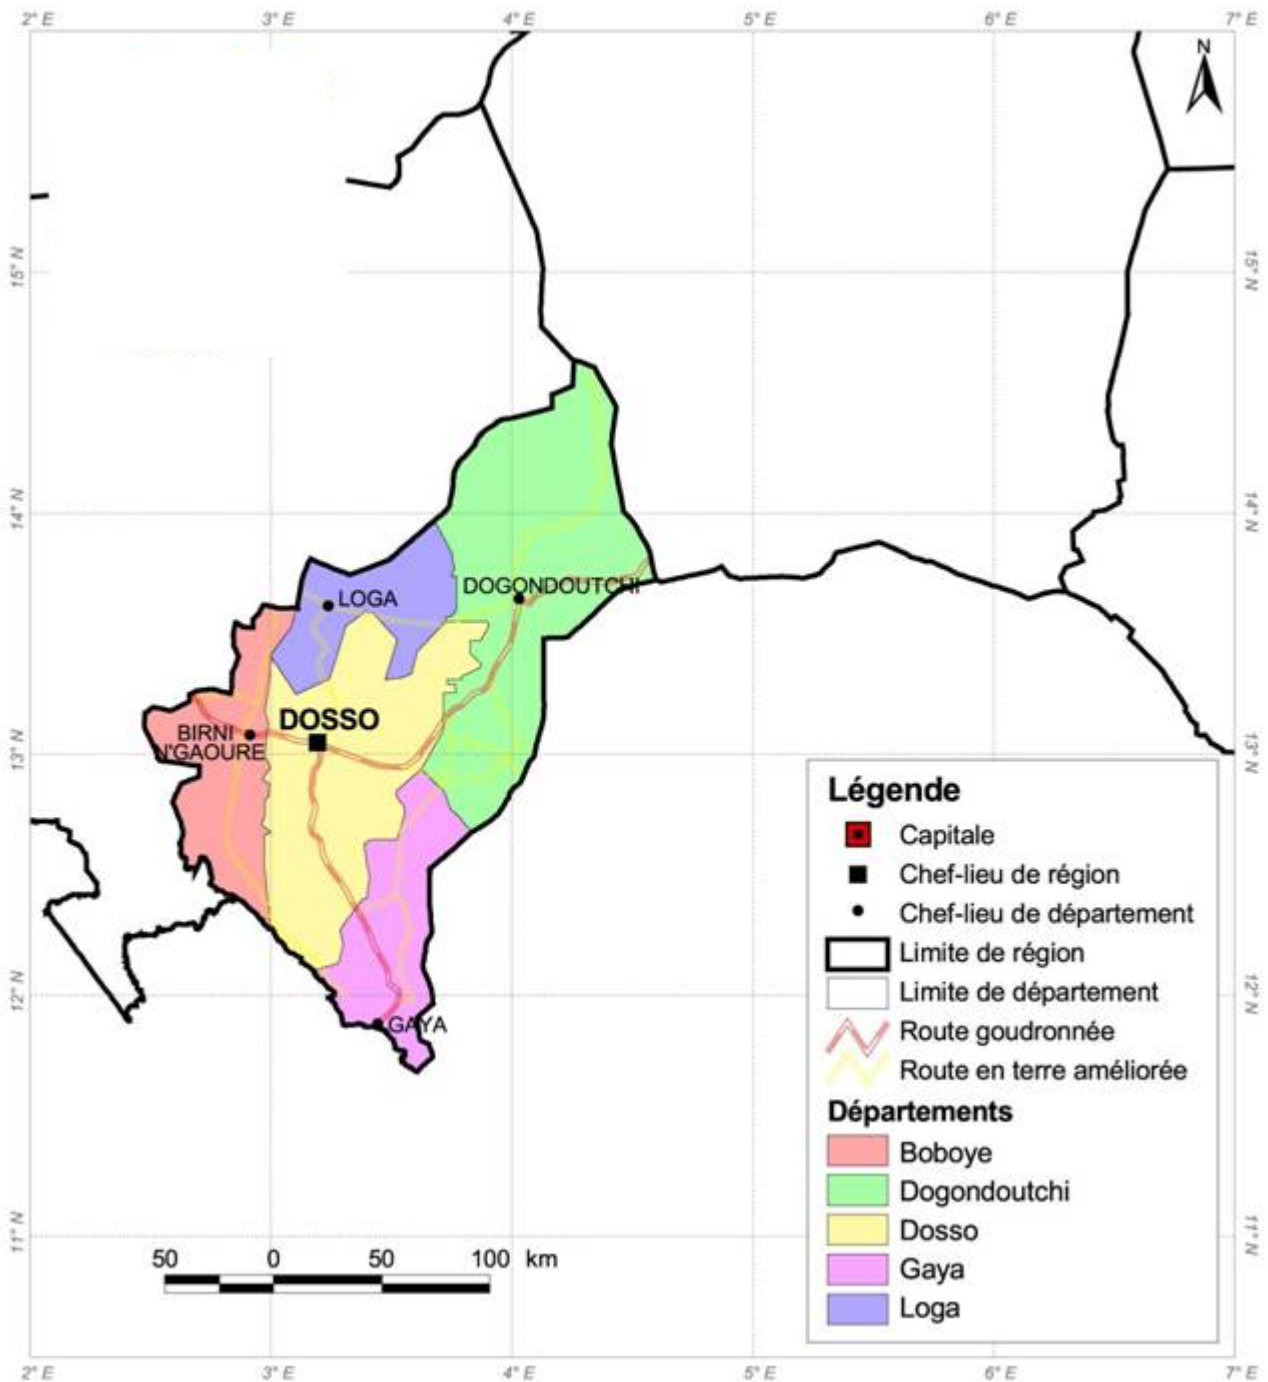 2° E 3° E 4° E 5° E 6° E 7° E
N
15° N 15° N
14° N 14° N
DOGONDOUTCHI
LOGA
DOSSO
BIRNI
N'GAOURE
13° N 13° N
Légende
Capitale
Chef-lieu de région
Chef-lieu de département
Limite de région
12° N Limite de département 12° N
GAYA
Route goudronnée
Route en terre améliorée
Départements
Boboye
Dogondoutchi
Dosso
11° N 11° N
50 0 50 100 km
Gaya
Loga
2° E 3° E 4° E 5° E 6° E 7° E